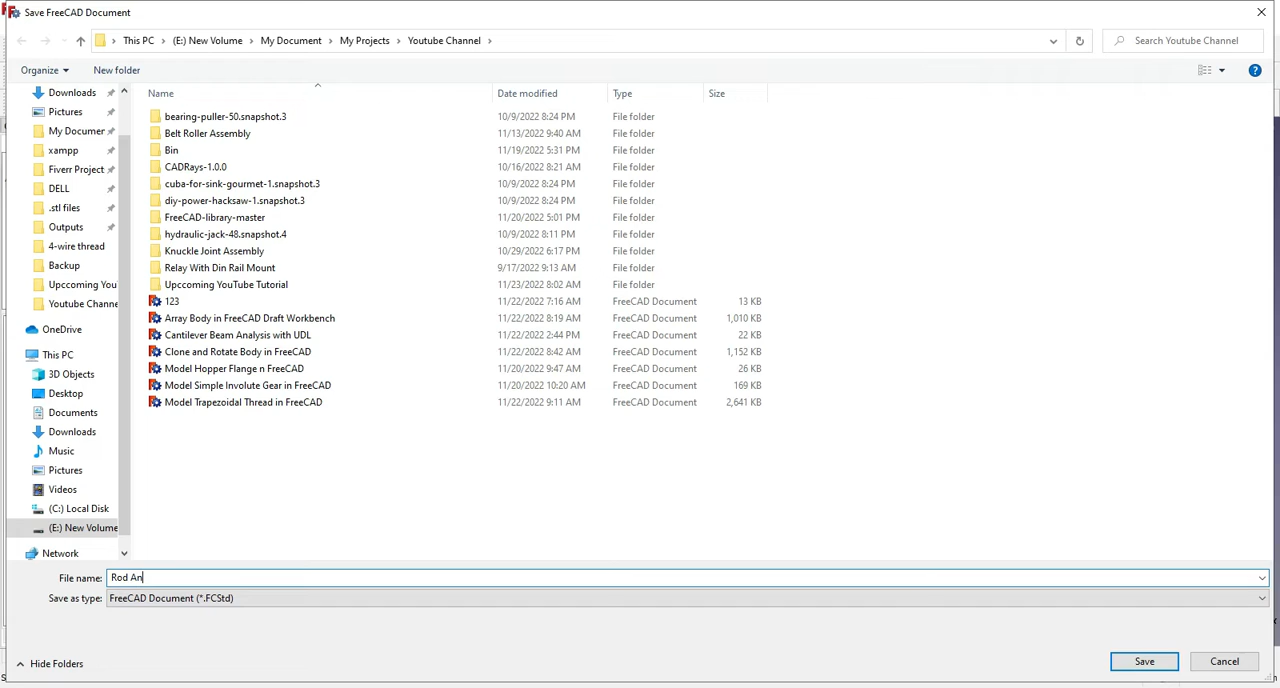 Save FreeCAD Document
This PC > (E:) New Volume > My Document > My Projects > Youtube Channel >
Search Youtube Channel
Organize
New folder
Name
Date modified
Type
Size
Downloads
Pictures
My Documen
xampp
Fiverr Project
DELL
.stl files
Outputs
4-wire thread
Backup
Upccoming You
Youtube Channe
OneDrive
This PC
3D Objects
Desktop
Documents
Downloads
Music
Pictures
Videos
(C:) Local Disk
(E:) New Volume
Network
bearing-puller-50.snapshot.3 10/9/2022 8:24 PM File folder
Belt Roller Assembly 11/13/2022 9:40 AM File folder
Bin 11/19/2022 5:31 PM File folder
CADRays-1.0.0 10/16/2022 8:21 AM File folder
cuba-for-sink-gourmet-1.snapshot.3 10/9/2022 8:24 PM File folder
diy-power-hacksaw-1.snapshot.3 10/9/2022 8:24 PM File folder
FreeCAD-library-master 11/20/2022 5:01 PM File folder
hydraulic-jack-48.snapshot.4 10/9/2022 8:11 PM File folder
Knuckle Joint Assembly 10/29/2022 6:17 PM File folder
Relay With Din Rail Mount 9/17/2022 9:13 AM File folder
Upccoming YouTube Tutorial 11/23/2022 8:02 AM File folder
123 11/22/2022 7:16 AM FreeCAD Document 13 KB
Array Body in FreeCAD Draft Workbench 11/22/2022 8:19 AM FreeCAD Document 1,010 KB
Cantilever Beam Analysis with UDL 11/22/2022 2:44 PM FreeCAD Document 22 KB
Clone and Rotate Body in FreeCAD 11/22/2022 8:42 AM FreeCAD Document 1,152 KB
Model Hopper Flange n FreeCAD 11/20/2022 9:47 AM FreeCAD Document 26 KB
Model Simple Involute Gear in FreeCAD 11/20/2022 10:20 AM FreeCAD Document 169 KB
Model Trapezoidal Thread in FreeCAD 11/22/2022 9:11 AM FreeCAD Document 2,641 KB
File name: Rod An
Save as type: FreeCAD Document (*.FCStd)
Hide Folders
Save
Cancel